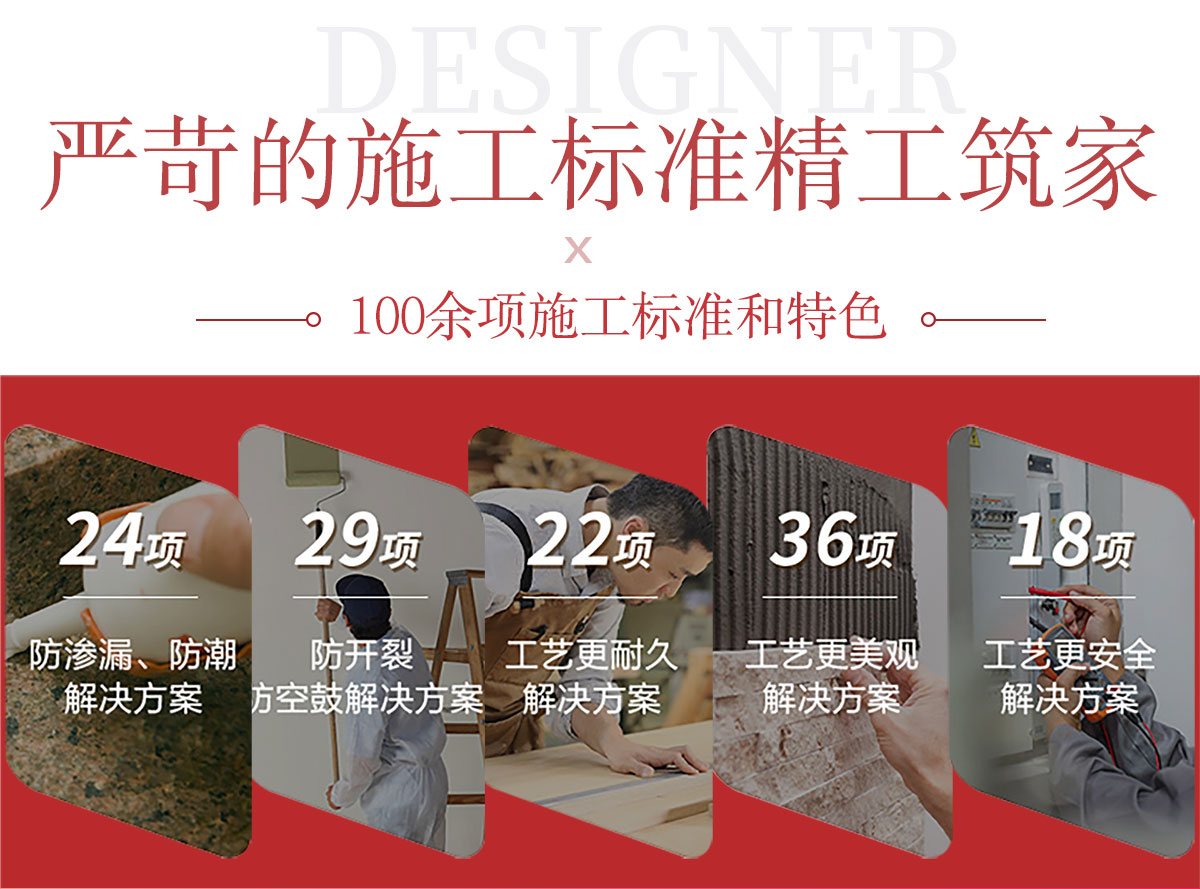 DESIGNER
严苛的施工标准精工筑家
X
100余项施工标准和特色
24项
防渗漏、防潮
解决方案
29项
防开裂
防空鼓解决方案
22项
工艺更耐久
解决方案
36项
工艺更美观
解决方案
18项
工艺更安全
解决方案